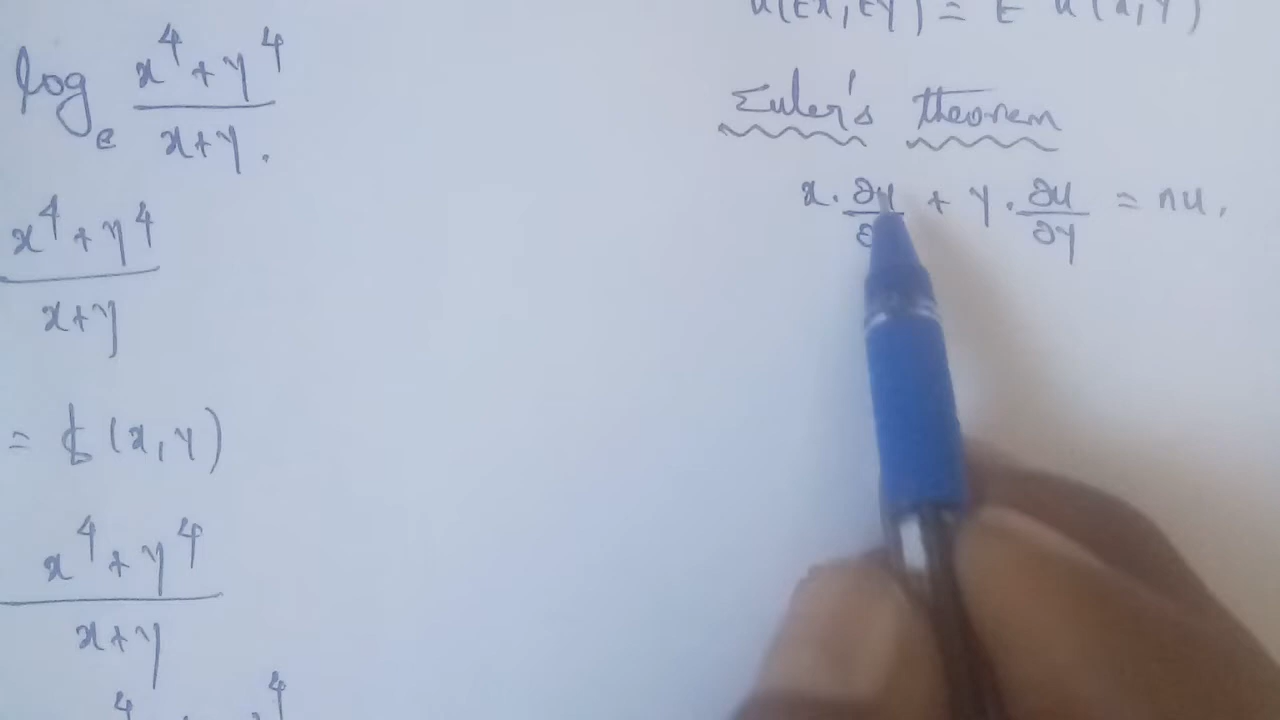 log_e (x^4 + y^4)/(x+y).
(x^4 + y^4)/(x+y)
= f(x, y)
(x^4 + y^4)/(x+y)
Euler's theorem
x. ∂u/∂ + y. ∂u/∂y = nu.